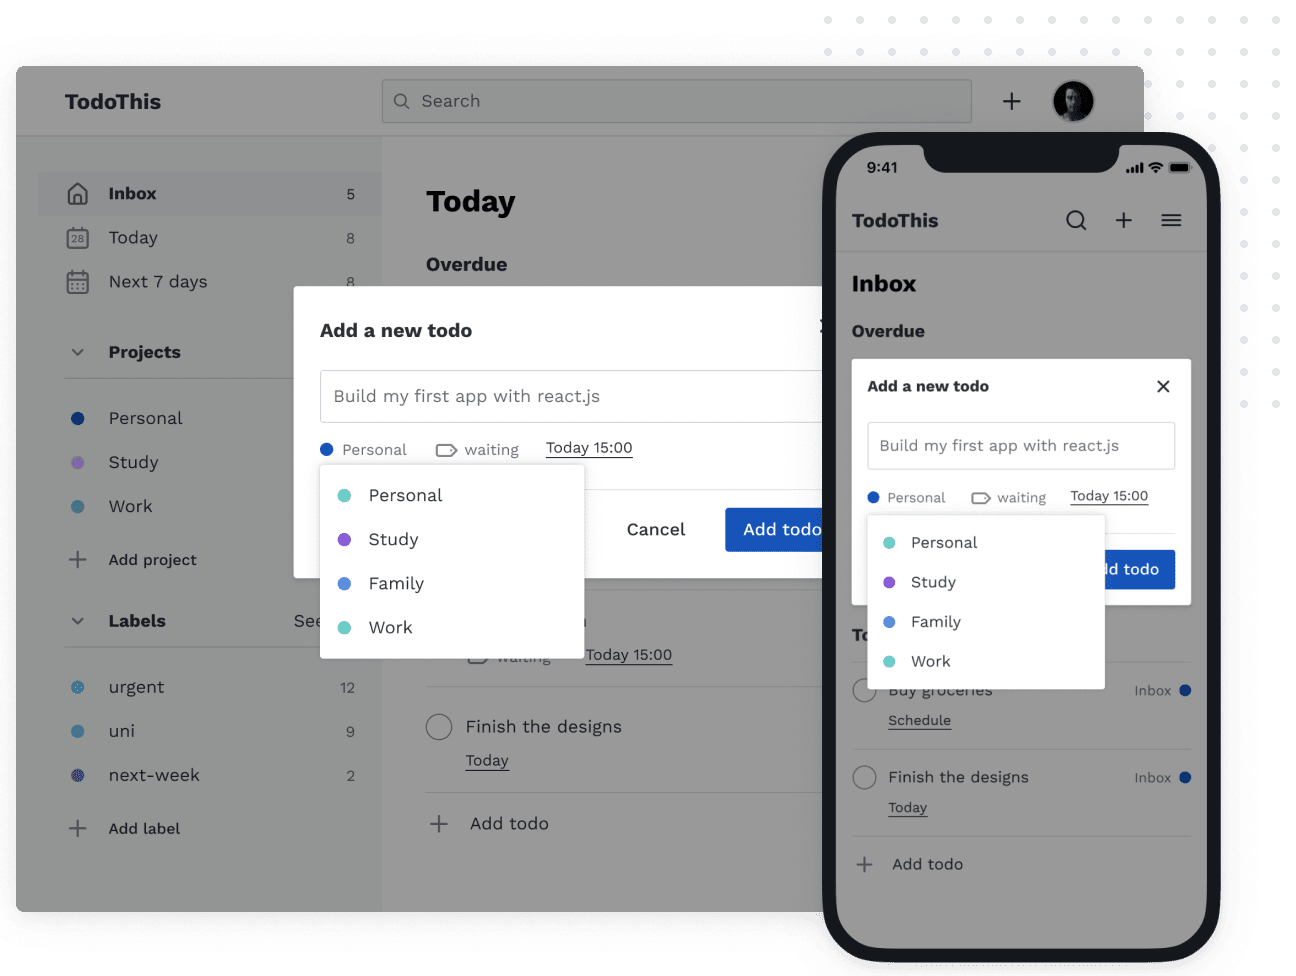 TodoThis
Search
Inbox 5
28 Today 8
Next 7 days 8
Projects
Personal
Study
Work
Add project
Labels
urgent 12
uni 9
next-week 2
Add label
Today
Overdue
Add a new todo
Build my first app with react.js
Personal waiting Today 15:00
Personal
Study
Family
Work
Cancel Add todo
waiting Today 15:00
Finish the designs
Today
Add todo
9:41
TodoThis
Inbox
Overdue
Add a new todo
Build my first app with react.js
Personal waiting Today 15:00
Personal
Study
Family
Work
todo
Buy groceries Inbox
Schedule
Finish the designs Inbox
Today
Add todo